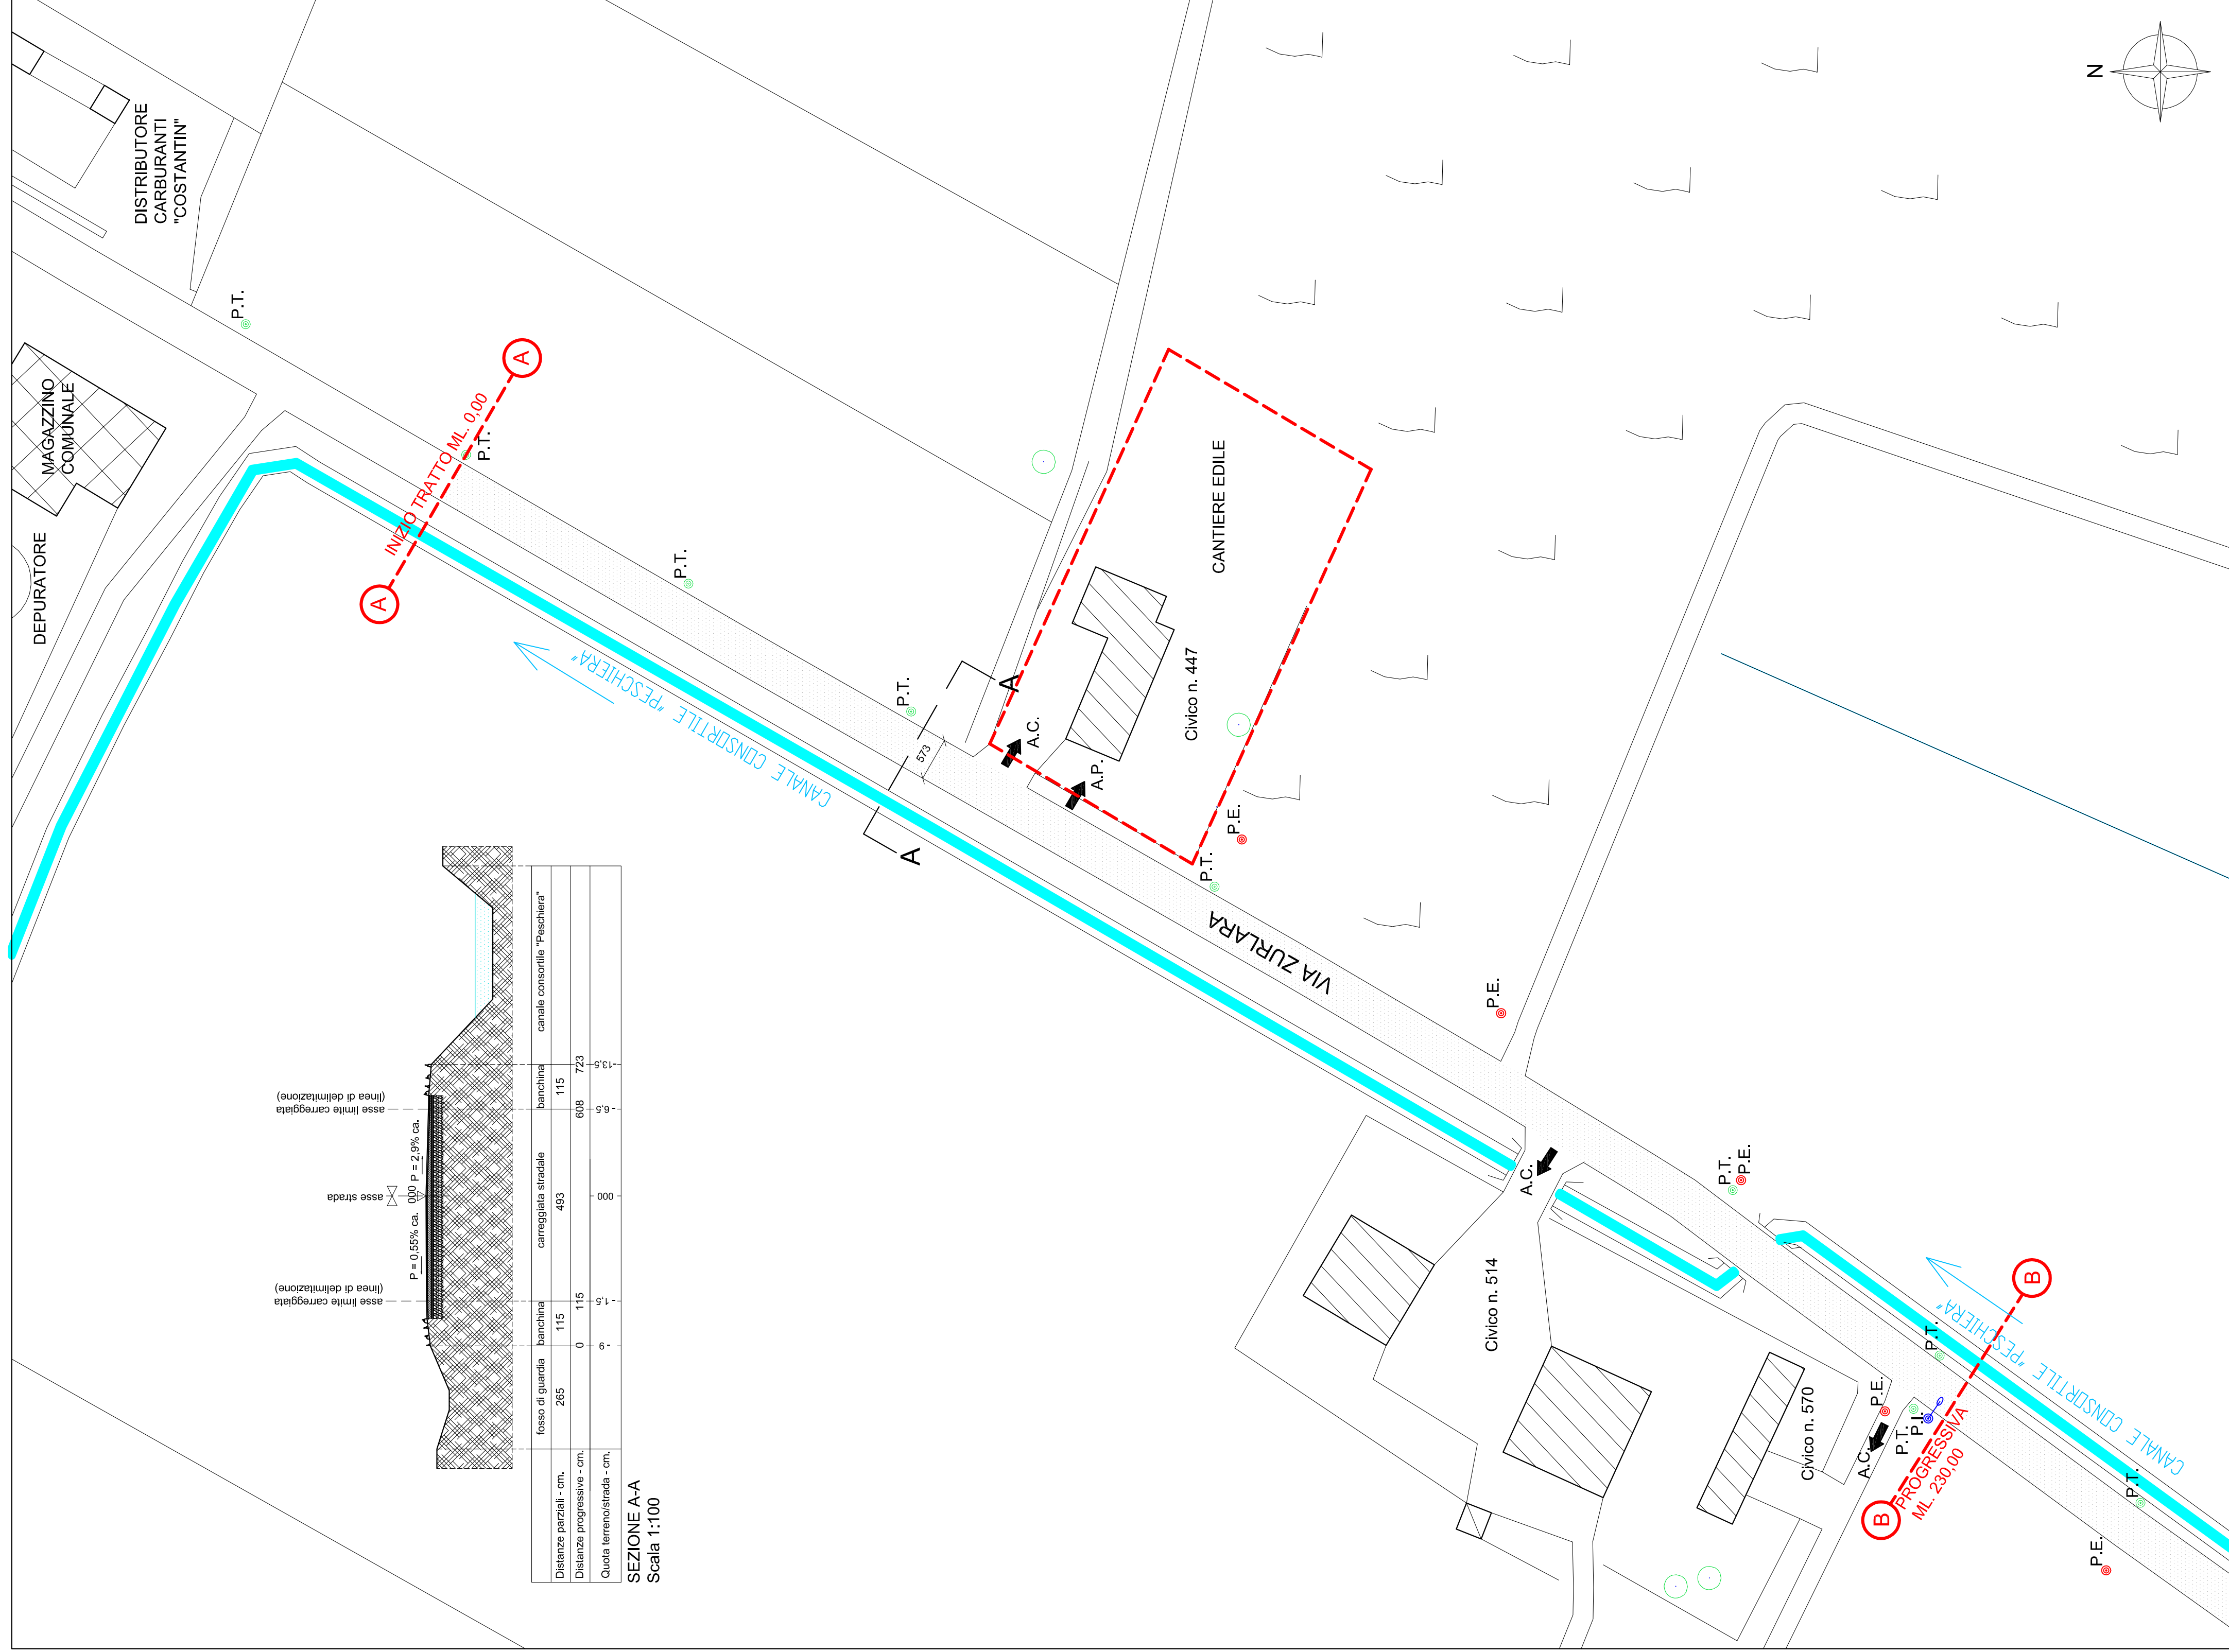 DISTRIBUTORE
CARBURANTI
"COSTANTIN"
MAGAZZINO
COMUNALE
DEPURATORE
N
P.T.
A
INIZIO TRATTO ML. 0,00
P.T.
A
P.T.
CANALE CONSORTILE "PESCHIERA"
P.T.
573
A
A
A.C.
A.P.
CANTIERE EDILE
Civico n. 447
P.E.
P.T.
VIA ZURLARA
P.E.
A.C.
Civico n. 514
P.T.
P.E.
B
CANALE CONSORTILE "PESCHIERA"
P.T.
Civico n. 570
P.E.
A.C.
P.T.
P.I.
B
PROGRESSIVA
ML. 230,00
P.T.
P.E.
asse limite carreggiata
(linea di delimitazione)
asse strada
asse limite carreggiata
(linea di delimitazione)
P = 0,55% ca.
000
P = 2,9% ca.
fosso di guardia
banchina
carreggiata stradale
banchina
canale consortile "Peschiera"
Distanze parziali - cm.
265
115
493
115
Distanze progressive - cm.
0
115
608
723
Quota terreno/strada - cm.
- 9
- 1,5
000
- 6,5
-13,5
SEZIONE A-A
Scala 1:100